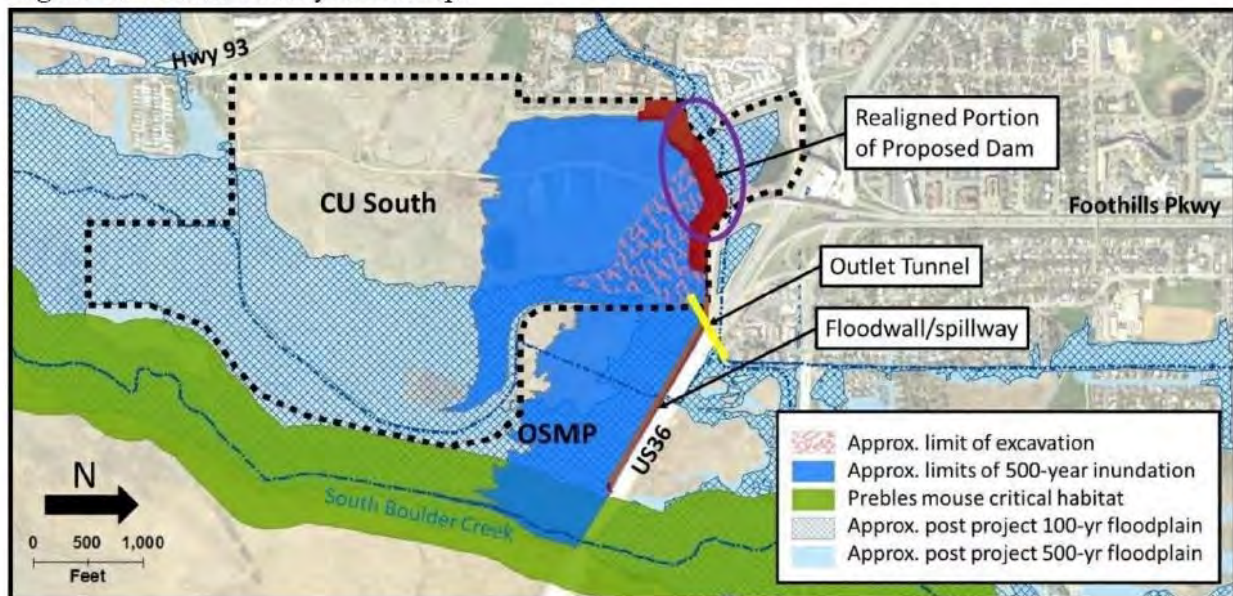 Hwy 93
Realigned Portion
of Proposed Dam
CU South
Foothills Pkwy
Outlet Tunnel
Floodwall/spillway
OSMP
US36
South Boulder Creek
N
0 500 1,000
Feet
Approx. limit of excavation
Approx. limits of 500-year inundation
Prebles mouse critical habitat
Approx. post project 100-yr floodplain
Approx. post project 500-yr floodplain